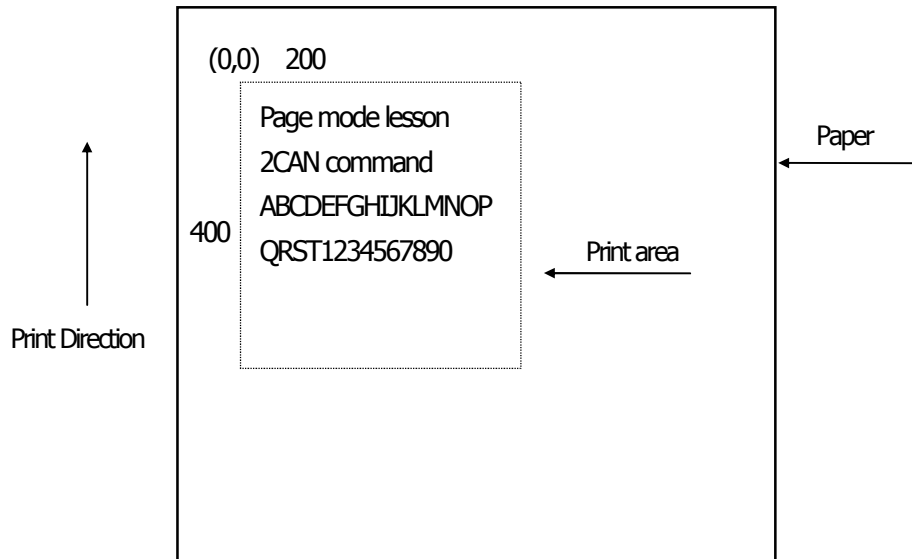 (0,0) 200
Page mode lesson
2CAN command
ABCDEFGHIJKLMNOP
QRST1234567890
400
Paper
Print area
Print Direction